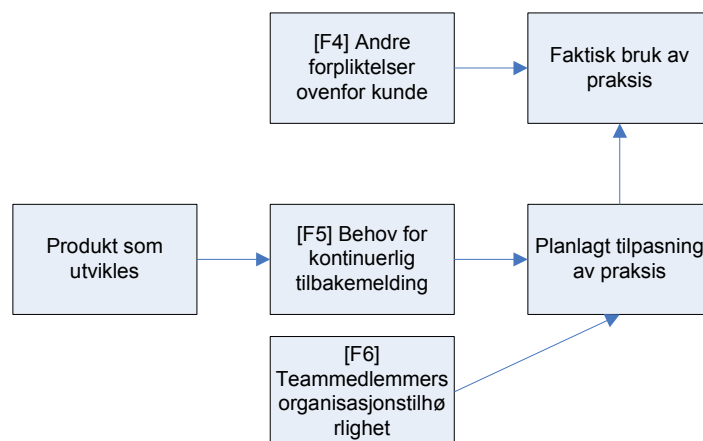 [F4] Andre
forpliktelser
ovenfor kunde
Faktisk bruk av
praksis
Produkt som
utvikles
[F5] Behov for
kontinuerlig
tilbakemelding
Planlagt tilpasning
av praksis
[F6]
Teammedlemmers
organisasjonstilhø
rlighet